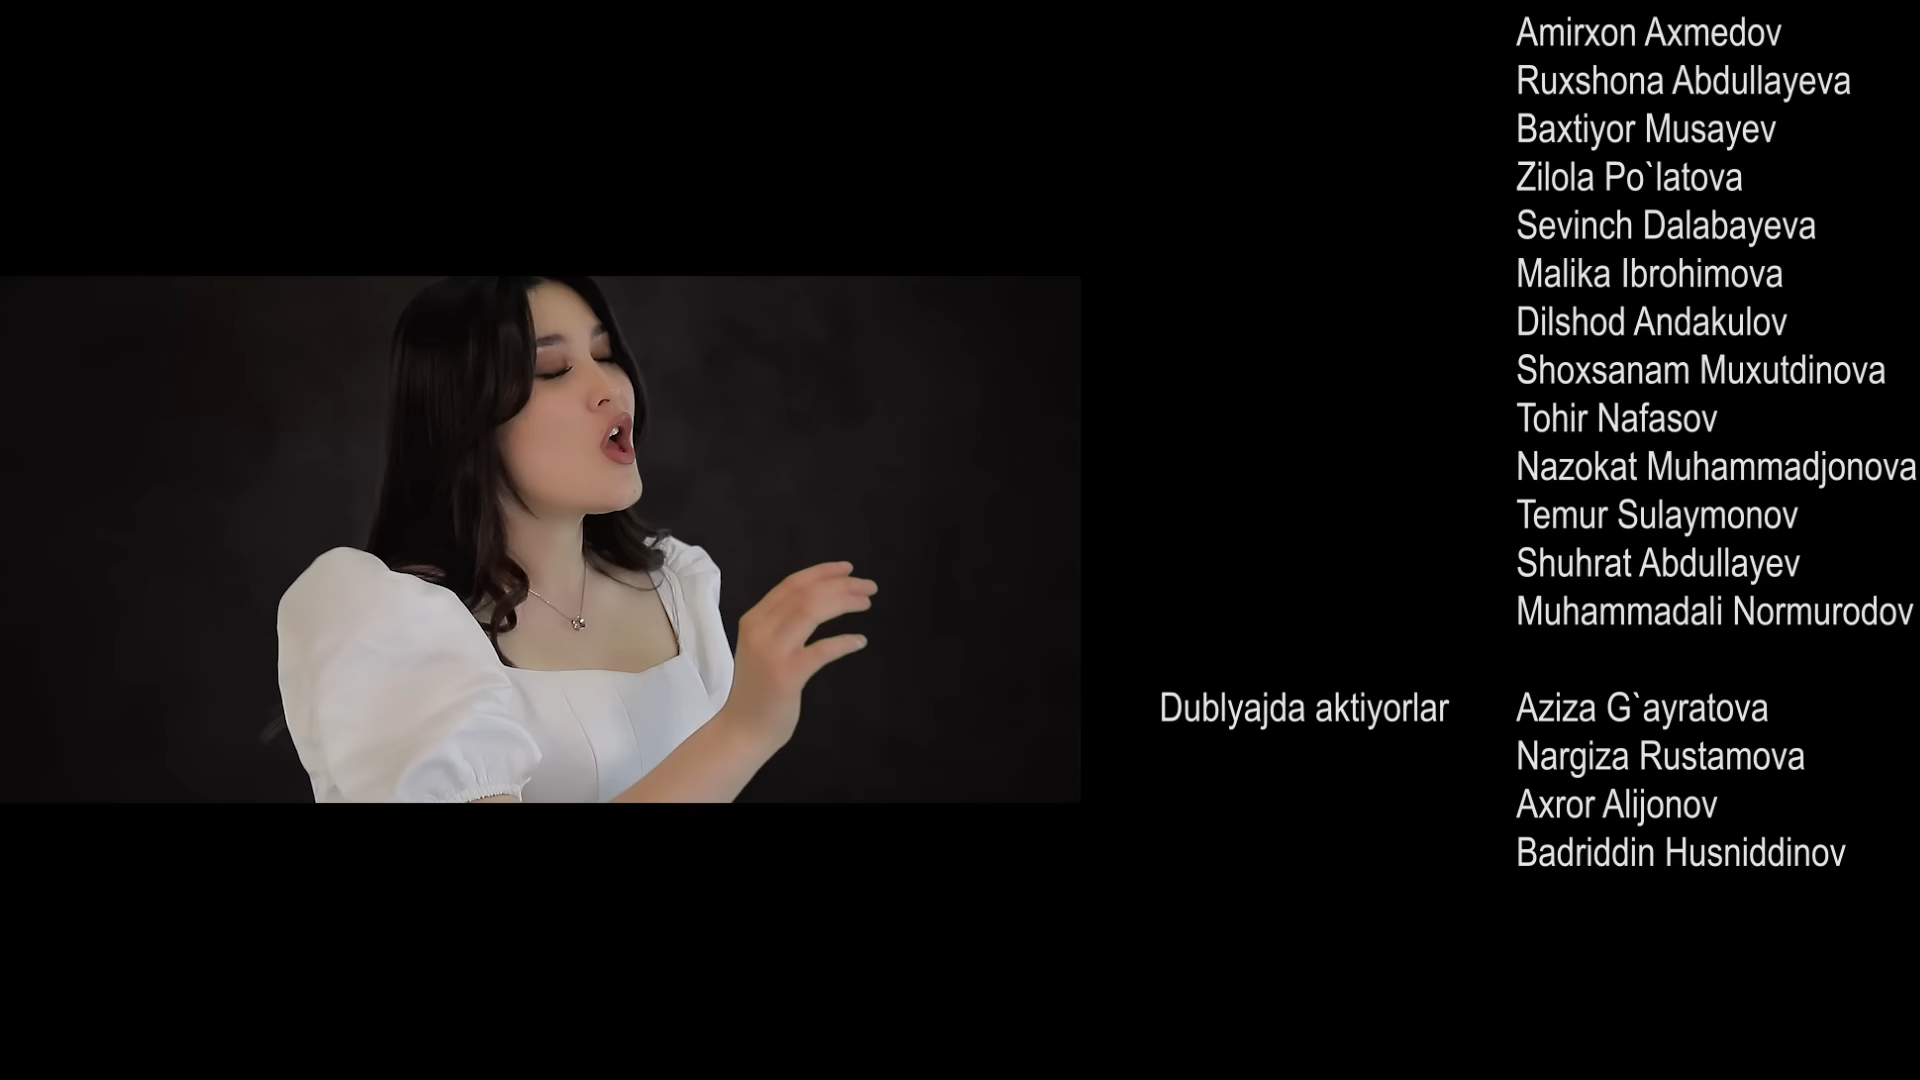 Amirxon Axmedov
Ruxshona Abdullayeva
Baxtiyor Musayev
Zilola Po`latova
Sevinch Dalabayeva
Malika Ibrohimova
Dilshod Andakulov
Shoxsanam Muxutdinova
Tohir Nafasov
Nazokat Muhammadjonova
Temur Sulaymonov
Shuhrat Abdullayev
Muhammadali Normurodov
Dublyajda aktiyorlar Aziza G`ayratova
Nargiza Rustamova
Axror Alijonov
Badriddin Husniddinov